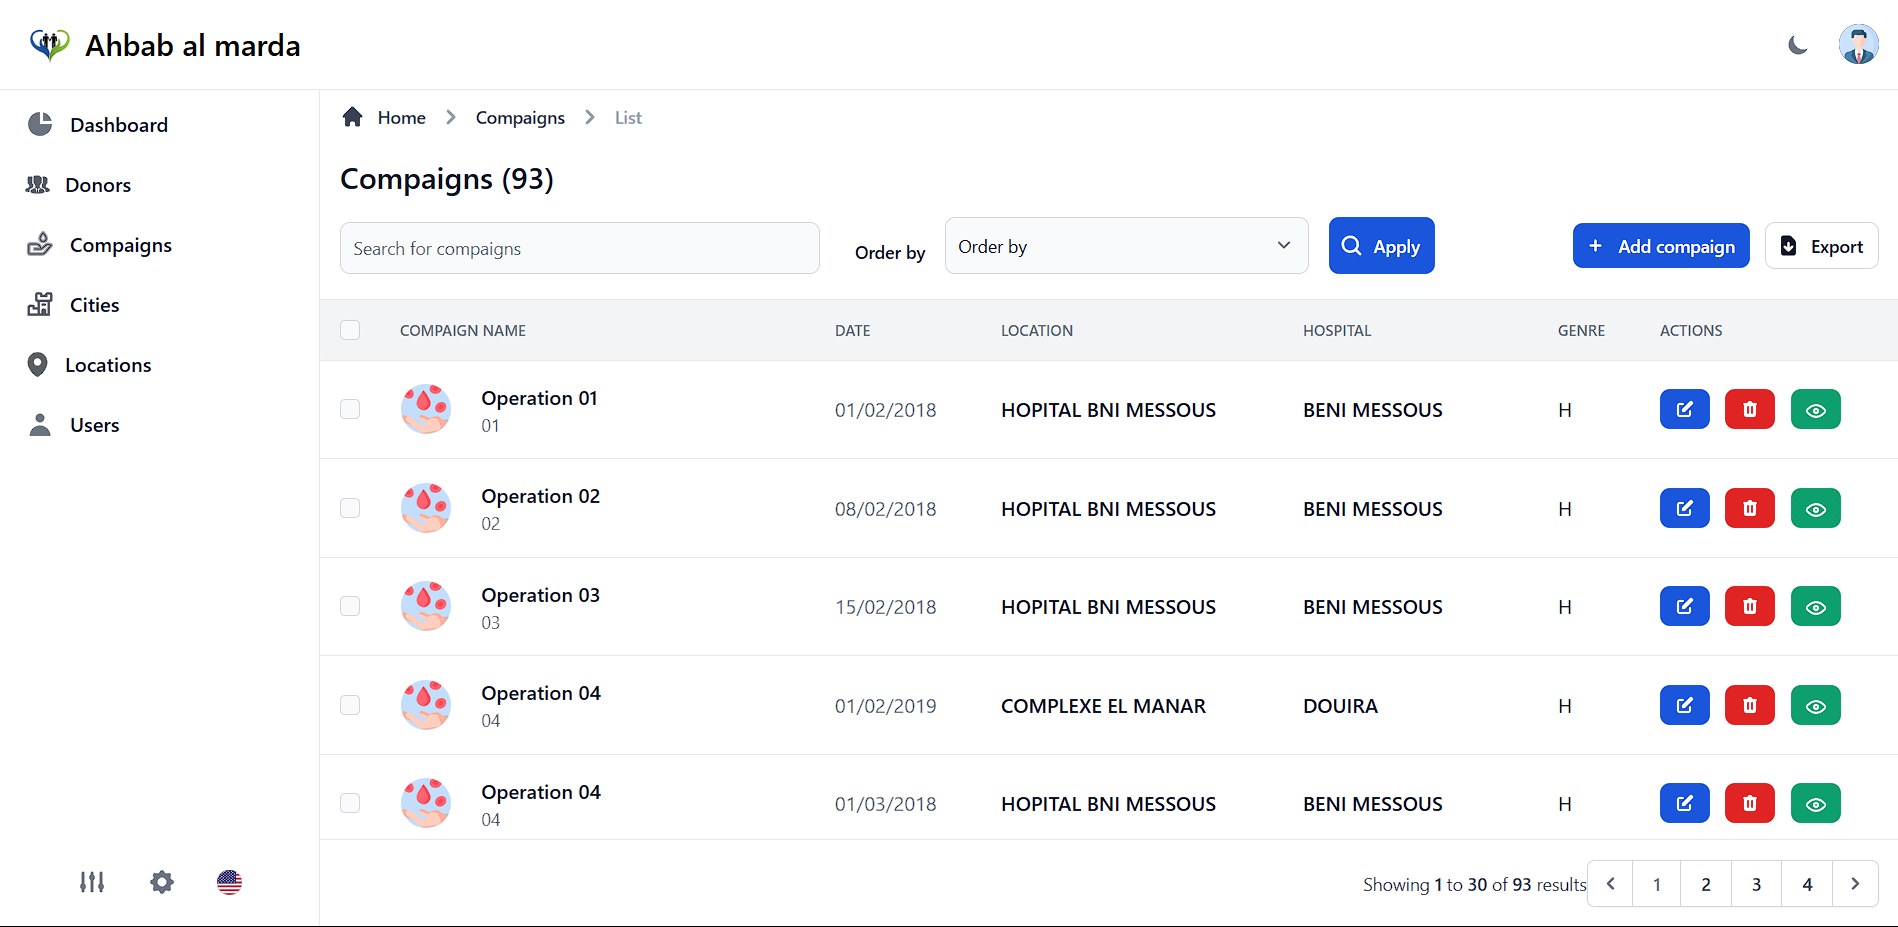 Ahbab al marda
Dashboard
Donors
Compaigns
Cities
Locations
Users
Home Compaigns List
Compaigns (93)
Search for compaigns Order by Order by Apply Add compaign Export
COMPAIGN NAME DATE LOCATION HOSPITAL GENRE ACTIONS
Operation 01
01 01/02/2018 HOPITAL BNI MESSOUS BENI MESSOUS H
Operation 02
02 08/02/2018 HOPITAL BNI MESSOUS BENI MESSOUS H
Operation 03
03 15/02/2018 HOPITAL BNI MESSOUS BENI MESSOUS H
Operation 04
04 01/02/2019 COMPLEXE EL MANAR DOUIRA H
Operation 04
04 01/03/2018 HOPITAL BNI MESSOUS BENI MESSOUS H
Showing 1 to 30 of 93 results 1 2 3 4